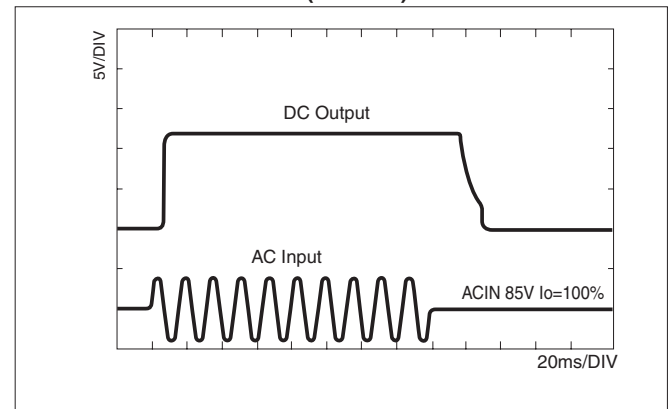 5V/DIV
DC Output
AC Input
ACIN 85V Io=100%
20ms/DIV